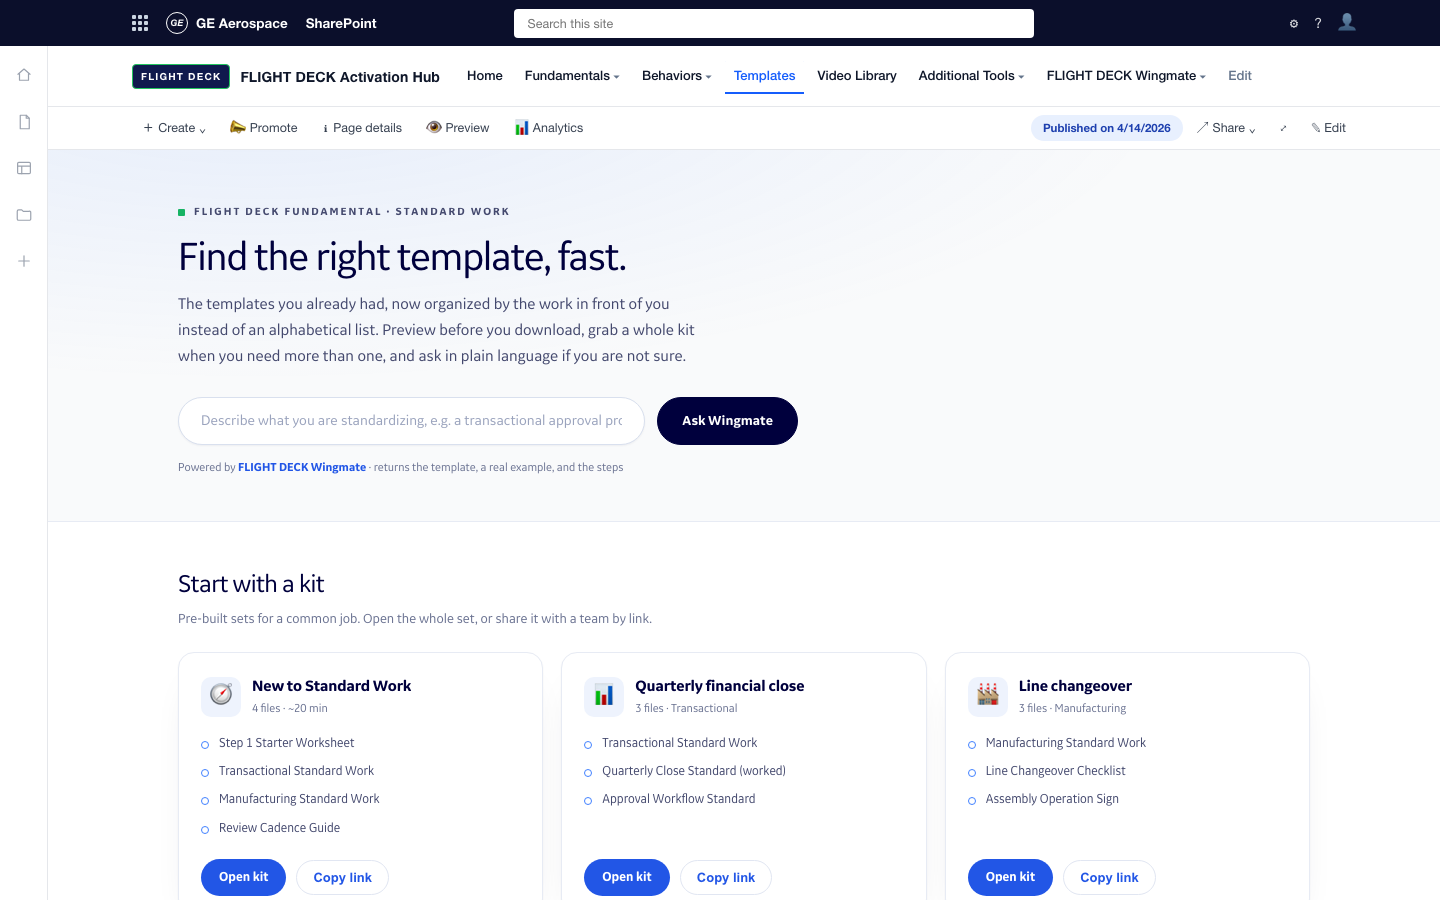 GE GE Aerospace SharePoint Search this site ?
FLIGHT DECK FLIGHT DECK Activation Hub Home Fundamentals Behaviors Templates Video Library Additional Tools FLIGHT DECK Wingmate Edit
+ Create Promote Page details Preview Analytics Published on 4/14/2026 Share Edit
FLIGHT DECK FUNDAMENTAL · STANDARD WORK
Find the right template, fast.
The templates you already had, now organized by the work in front of you
instead of an alphabetical list. Preview before you download, grab a whole kit
when you need more than one, and ask in plain language if you are not sure.
Describe what you are standardizing, e.g. a transactional approval pro Ask Wingmate
Powered by FLIGHT DECK Wingmate · returns the template, a real example, and the steps
Start with a kit
Pre-built sets for a common job. Open the whole set, or share it with a team by link.
New to Standard Work
4 files · ~20 min
Step 1 Starter Worksheet
Transactional Standard Work
Manufacturing Standard Work
Review Cadence Guide
Open kit Copy link
Quarterly financial close
3 files · Transactional
Transactional Standard Work
Quarterly Close Standard (worked)
Approval Workflow Standard
Open kit Copy link
Line changeover
3 files · Manufacturing
Manufacturing Standard Work
Line Changeover Checklist
Assembly Operation Sign
Open kit Copy link